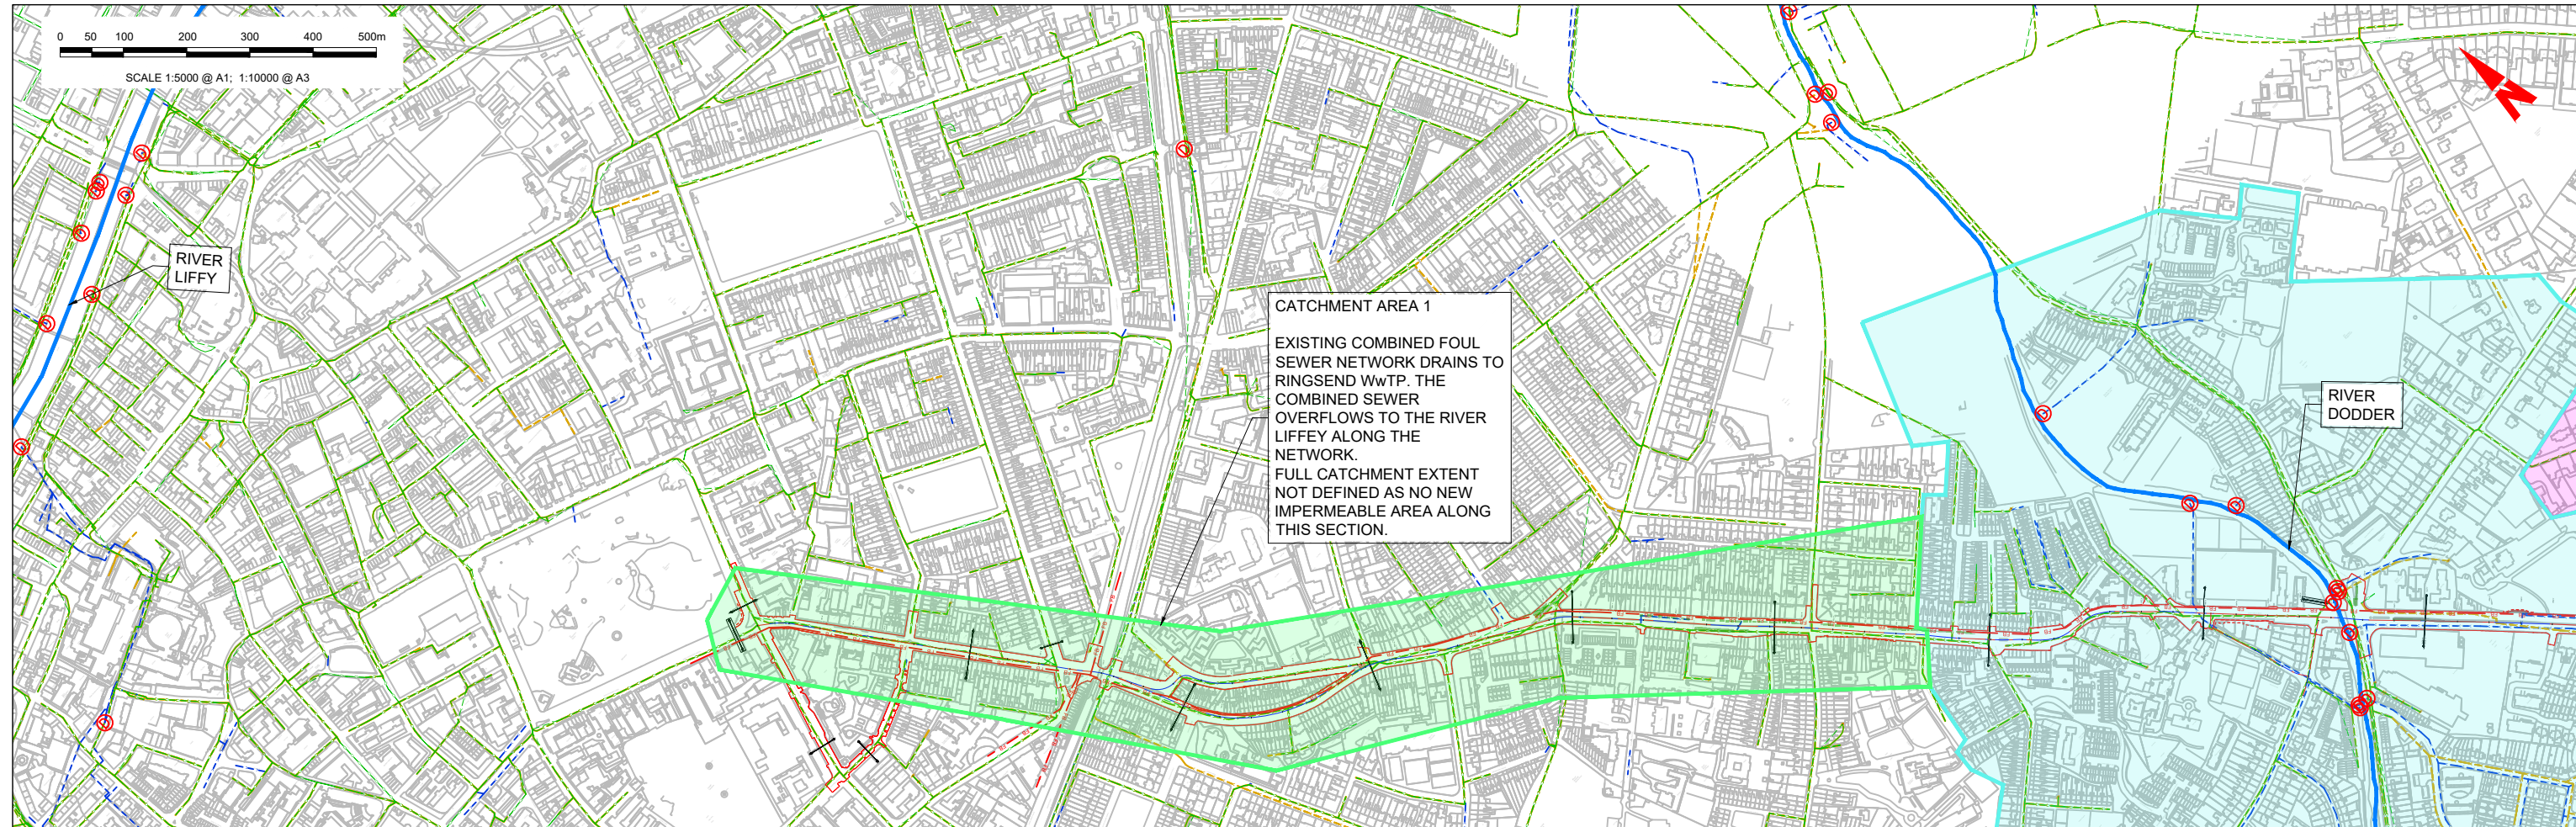 0 50 100 200 300 400 500m
SCALE 1:5000 @ A1; 1:10000 @ A3
RIVER
LIFFY
CATCHMENT AREA 1
EXISTING COMBINED FOUL
SEWER NETWORK DRAINS TO
RINGSEND WwTP. THE
COMBINED SEWER
OVERFLOWS TO THE RIVER
LIFFEY ALONG THE
NETWORK.
FULL CATCHMENT EXTENT
NOT DEFINED AS NO NEW
IMPERMEABLE AREA ALONG
THIS SECTION.
RIVER
DODDER
N